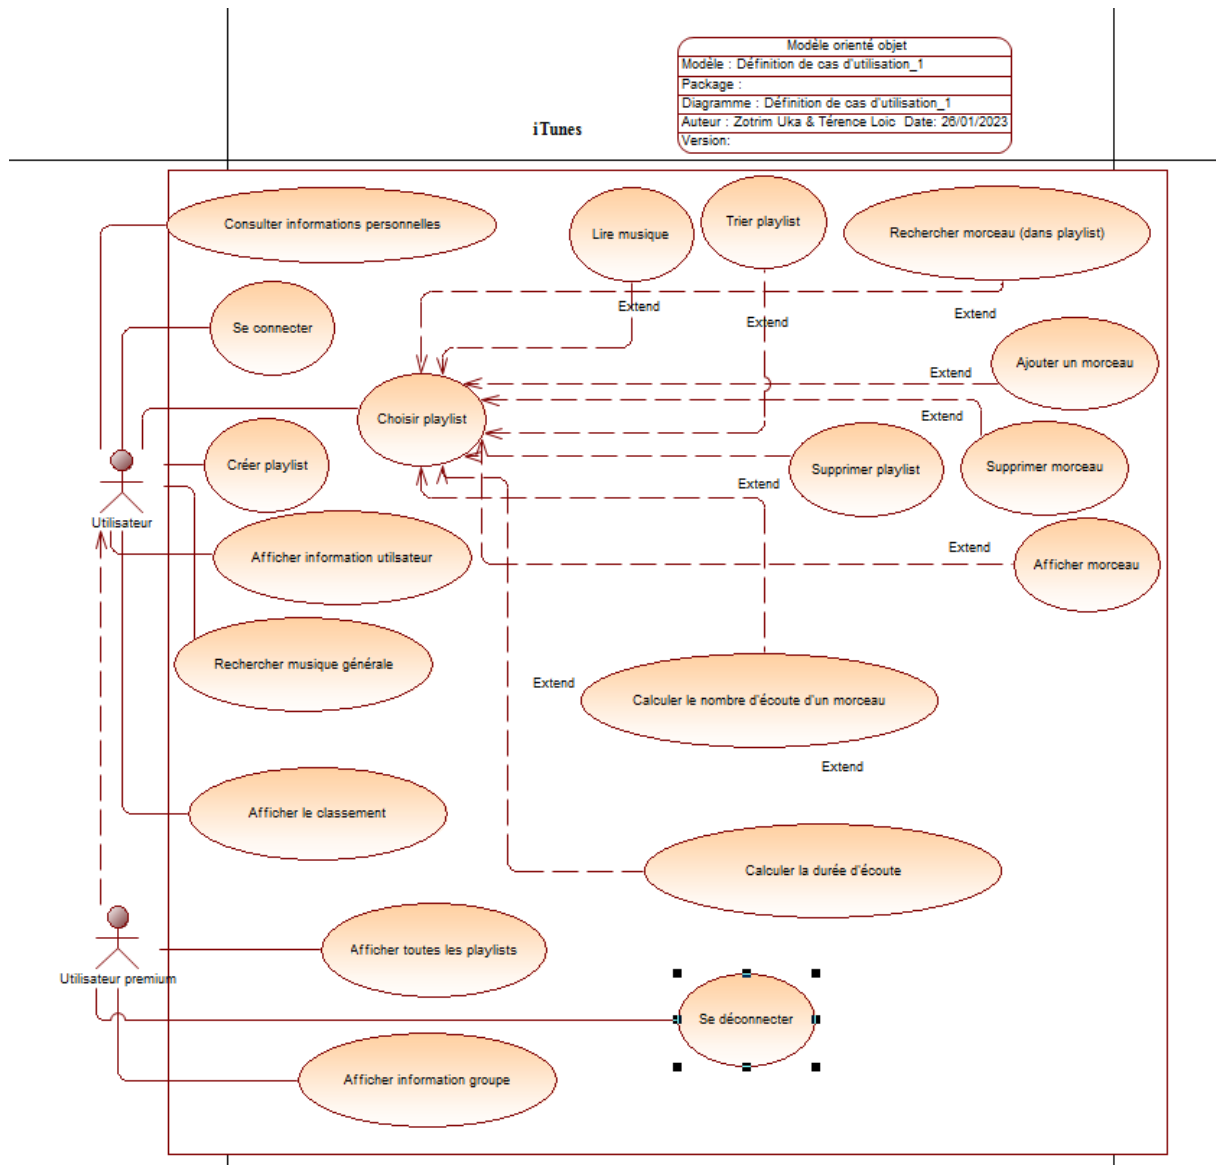 Modèle orienté objet
Modèle : Définition de cas d'utilisation_1
Package :
Diagramme : Définition de cas d'utilisation_1
Auteur : Zotrim Uka & Térence Loic Date: 26/01/2023
Version:
iTunes
Consulter informations personnelles
Lire musique
Trier playlist
Rechercher morceau (dans playlist)
Extend
Extend
Extend
Se connecter
Ajouter un morceau
Extend
Choisir playlist
Extend
Créer playlist
Supprimer playlist
Supprimer morceau
Extend
Utilisateur
Afficher information utilsateur
Extend
Afficher morceau
Rechercher musique générale
Extend
Calculer le nombre d'écoute d'un morceau
Extend
Afficher le classement
Calculer la durée d'écoute
Afficher toutes les playlists
Utilisateur premium
Se déconnecter
Afficher information groupe